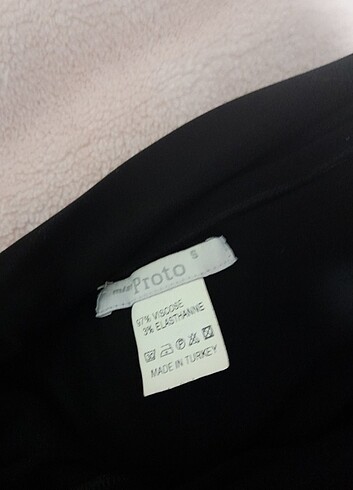 Proto S
97% VISCOSE
3% ELASTHANNE
P
MADE IN TURKEY